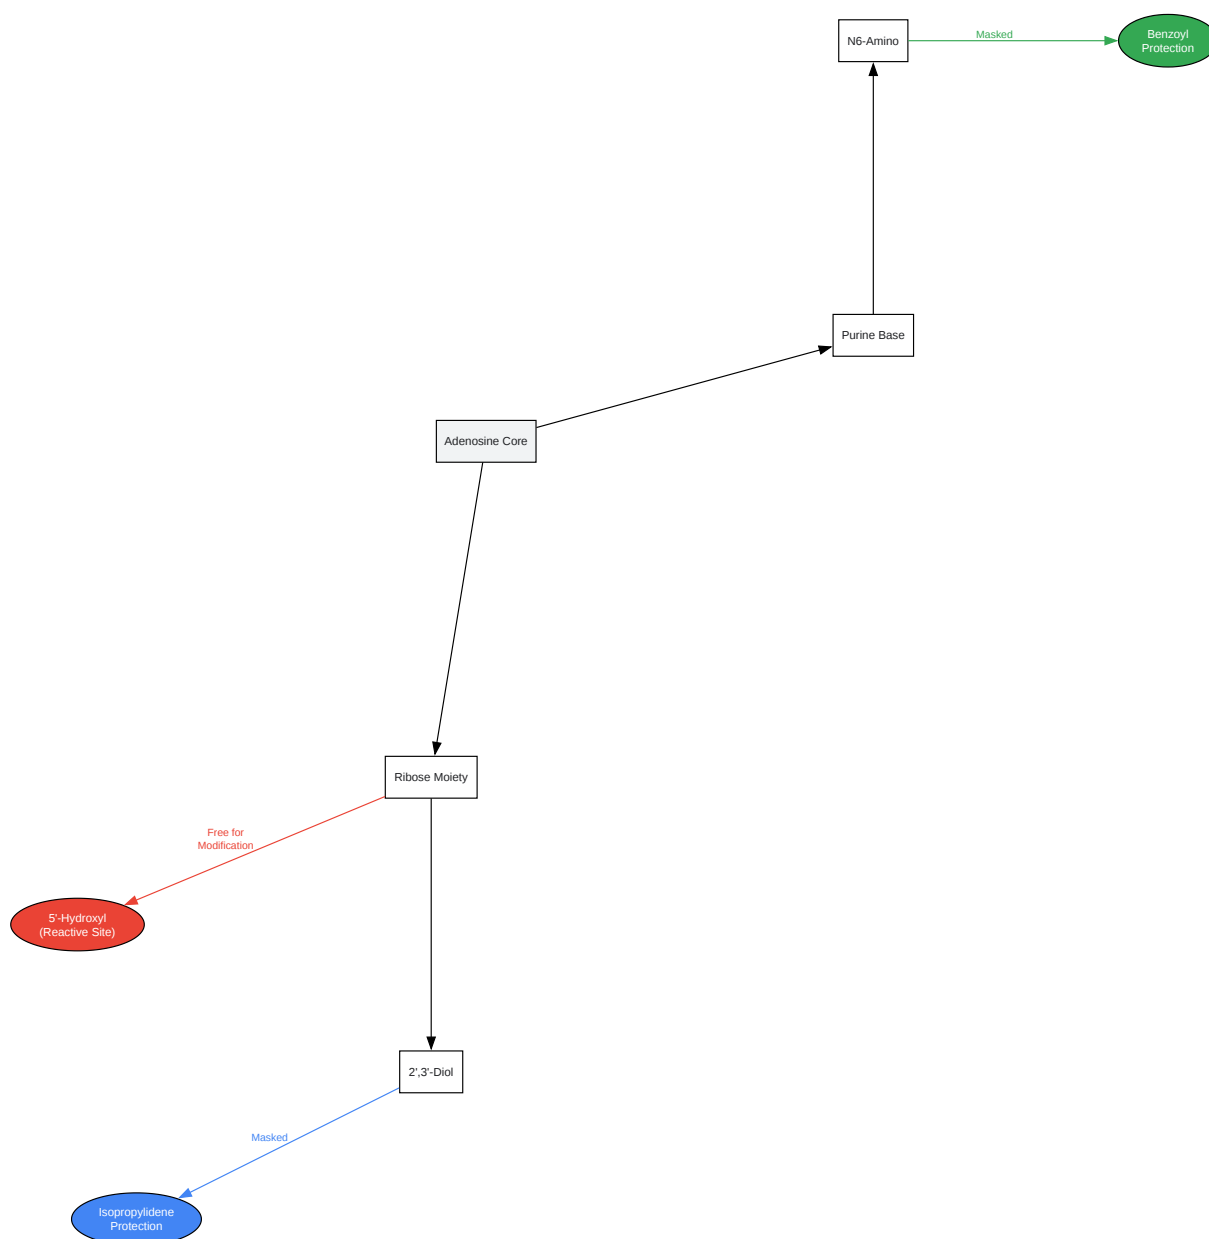 N6-Amino
Masked
Benzoyl
Protection
Purine Base
Adenosine Core
Ribose Moiety
Free for
Modification
5'-Hydroxyl
(Reactive Site)
2',3'-Diol
Masked
Isopropylidene
Protection